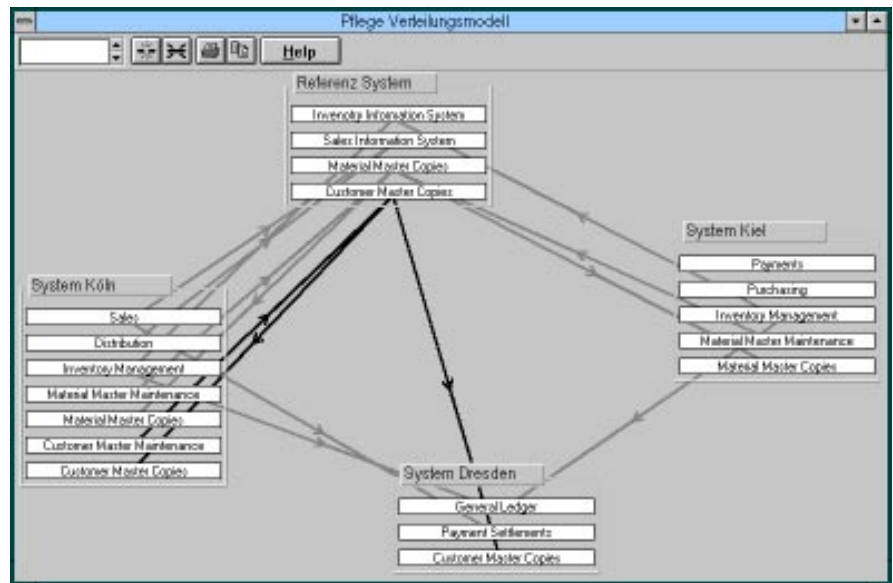 Pflege Verteilungsmodell
Help
Referenz System
Invenotry Information System
Sales Information System
Material Master Copies
Customer Master Copies
System Kiel
Payments
Purchasing
Inventory Management
Material Master Maintenance
Material Master Copies
System Köln
Sales
Distribution
Inventory Management
Material Master Maintenance
Material Master Copies
Customer Master Maintenance
Customer Master Copies
System Dresden
General Ledger
Payment Settlements
Customer Master Copies